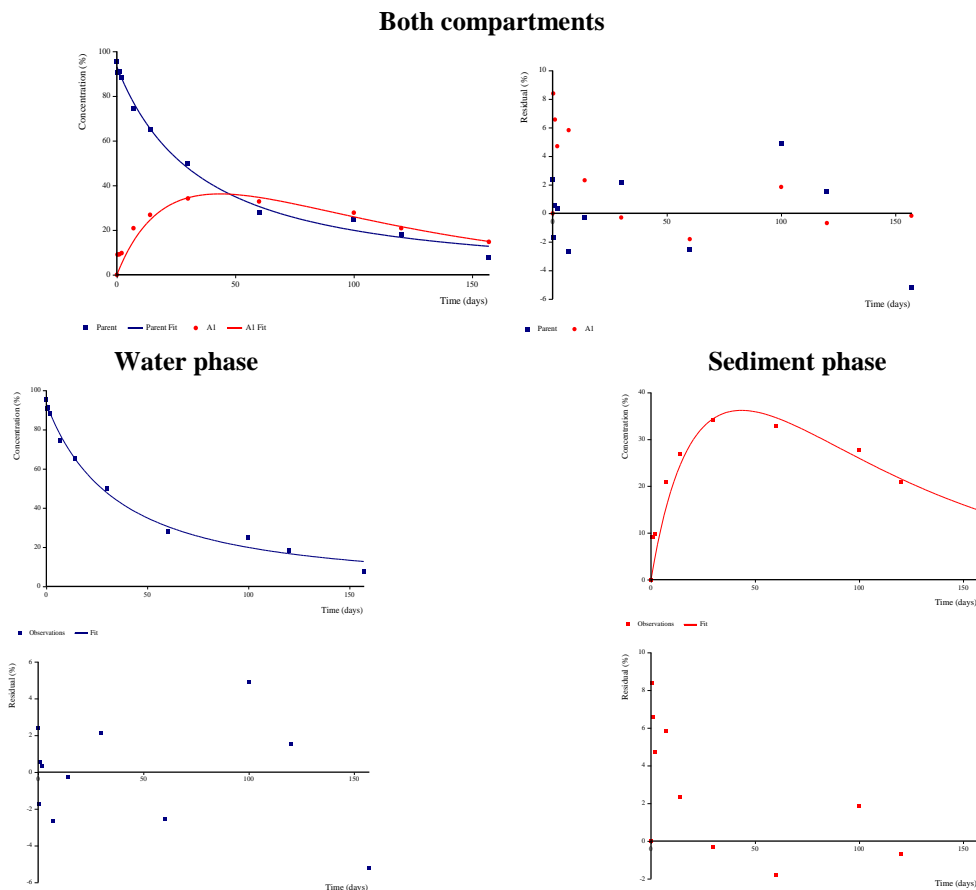 Both compartments
Concentration (%)
100
80
60
40
20
0
0 50 100 150
Time (days)
Parent Parent Fit A1 A1 Fit
Residual (%)
10
8
6
4
2
0
-2
-4
-6
0 50 100 150
Time (days)
Parent A1
Water phase
Concentration (%)
100
80
60
40
20
0
0 50 100 150
Time (days)
Observations Fit
Residual (%)
6
4
2
0
-2
-4
-6
0 50 100 150
Time (days)
Sediment phase
Concentration (%)
40
30
20
10
0
0 50 100 150
Time (days)
Observations Fit
Residual (%)
10
8
6
4
2
0
-2
0 50 100 150
Time (days)